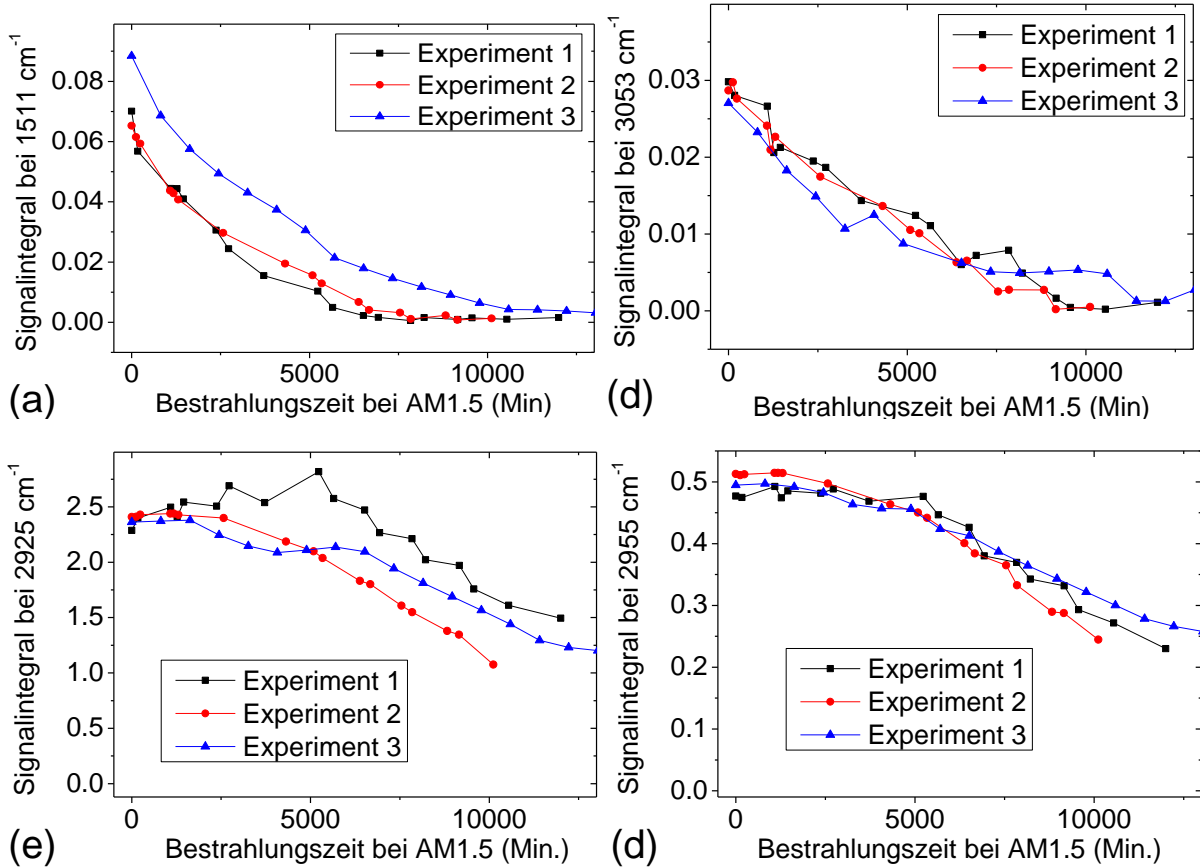 Signalintegral bei 1511 cm⁻¹
0.08
0.06
0.04
0.02
0.00
Experiment 1
Experiment 2
Experiment 3
0
5000
10000
Bestrahlungszeit bei AM1.5 (Min)
(a)
Signalintegral bei 3053 cm⁻¹
0.03
0.02
0.01
0.00
Experiment 1
Experiment 2
Experiment 3
0
5000
10000
Bestrahlungszeit bei AM1.5 (Min)
(d)
Signalintegral bei 2925 cm⁻¹
2.5
2.0
1.5
1.0
0.5
0.0
Experiment 1
Experiment 2
Experiment 3
0
5000
10000
Bestrahlungszeit bei AM1.5 (Min.)
(e)
Signalintegral bei 2955 cm⁻¹
0.5
0.4
0.3
0.2
0.1
0.0
Experiment 1
Experiment 2
Experiment 3
0
5000
10000
Bestrahlungszeit bei AM1.5 (Min.)
(d)